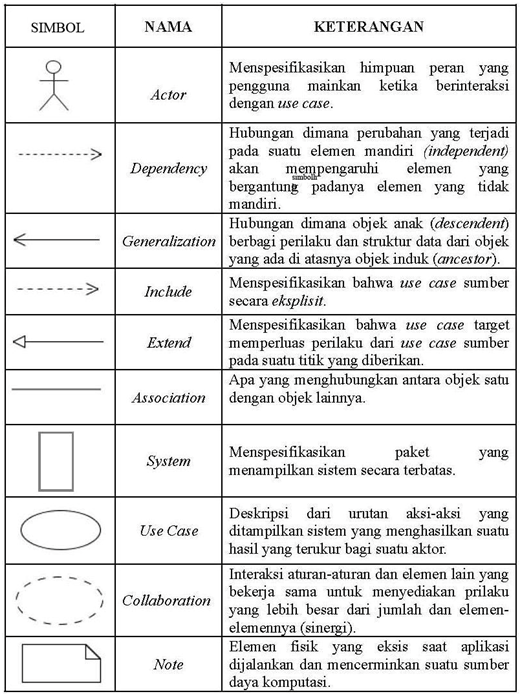 SIMBOL NAMA KETERANGAN
Actor
Menspesifikasikan himpuan peran yang
pengguna mainkan ketika berinteraksi
dengan use case.
Dependency
Hubungan dimana perubahan yang terjadi
pada suatu elemen mandiri (independent)
akan mempengaruhi elemen yang
bergantung padanya elemen yang tidak
mandiri.
Generalization
Hubungan dimana objek anak (descendent)
berbagi perilaku dan struktur data dari objek
yang ada di atasnya objek induk (ancestor).
Include
Menspesifikasikan bahwa use case sumber
secara eksplisit.
Extend
Menspesifikasikan bahwa use case target
memperluas perilaku dari use case sumber
pada suatu titik yang diberikan.
Association
Apa yang menghubungkan antara objek satu
dengan objek lainnya.
System
Menspesifikasikan paket yang
menampilkan sistem secara terbatas.
Use Case
Deskripsi dari urutan aksi-aksi yang
ditampilkan sistem yang menghasilkan suatu
hasil yang terukur bagi suatu aktor.
Collaboration
Interaksi aturan-aturan dan elemen lain yang
bekerja sama untuk menyediakan prilaku
yang lebih besar dari jumlah dan elemen-
elemennya (sinergi).
Note
Elemen fisik yang eksis saat aplikasi
dijalankan dan mencerminkan suatu sumber
daya komputasi.